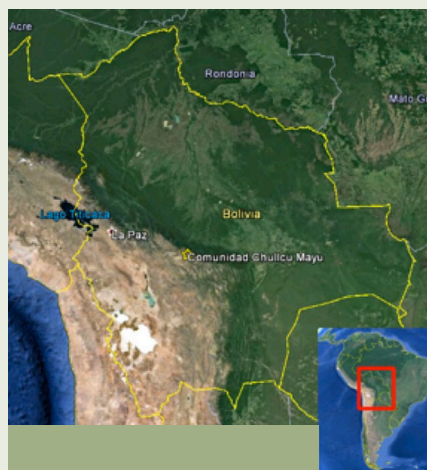 Acre
Rondonia
Mato G
Lago Titicaca
La Paz
Bolivia
Comunidad Chullcu Mayu